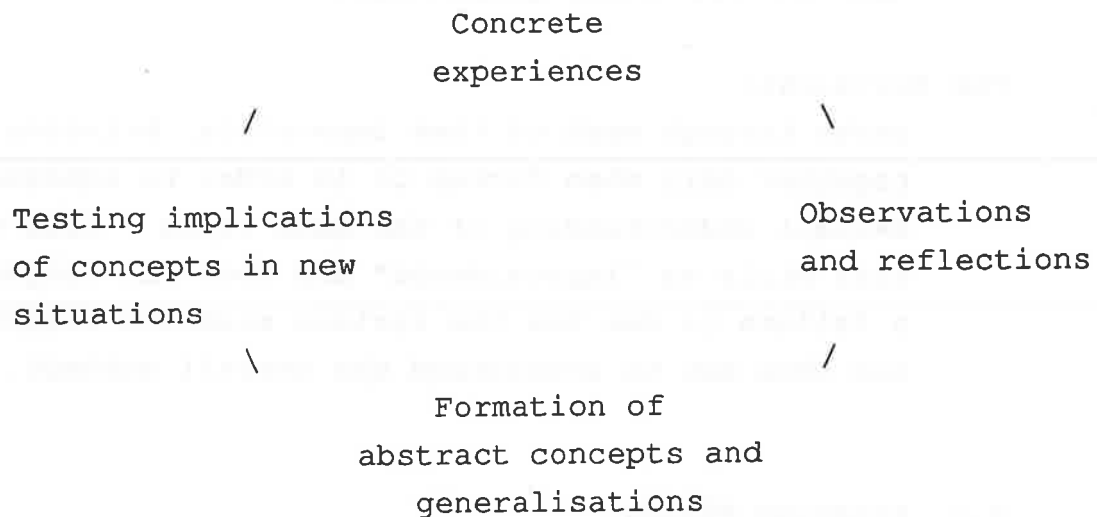 Concrete
experiences
/ \
Testing implications
of concepts in new
situations
Observations
and reflections
\ /
Formation of
abstract concepts and
generalisations